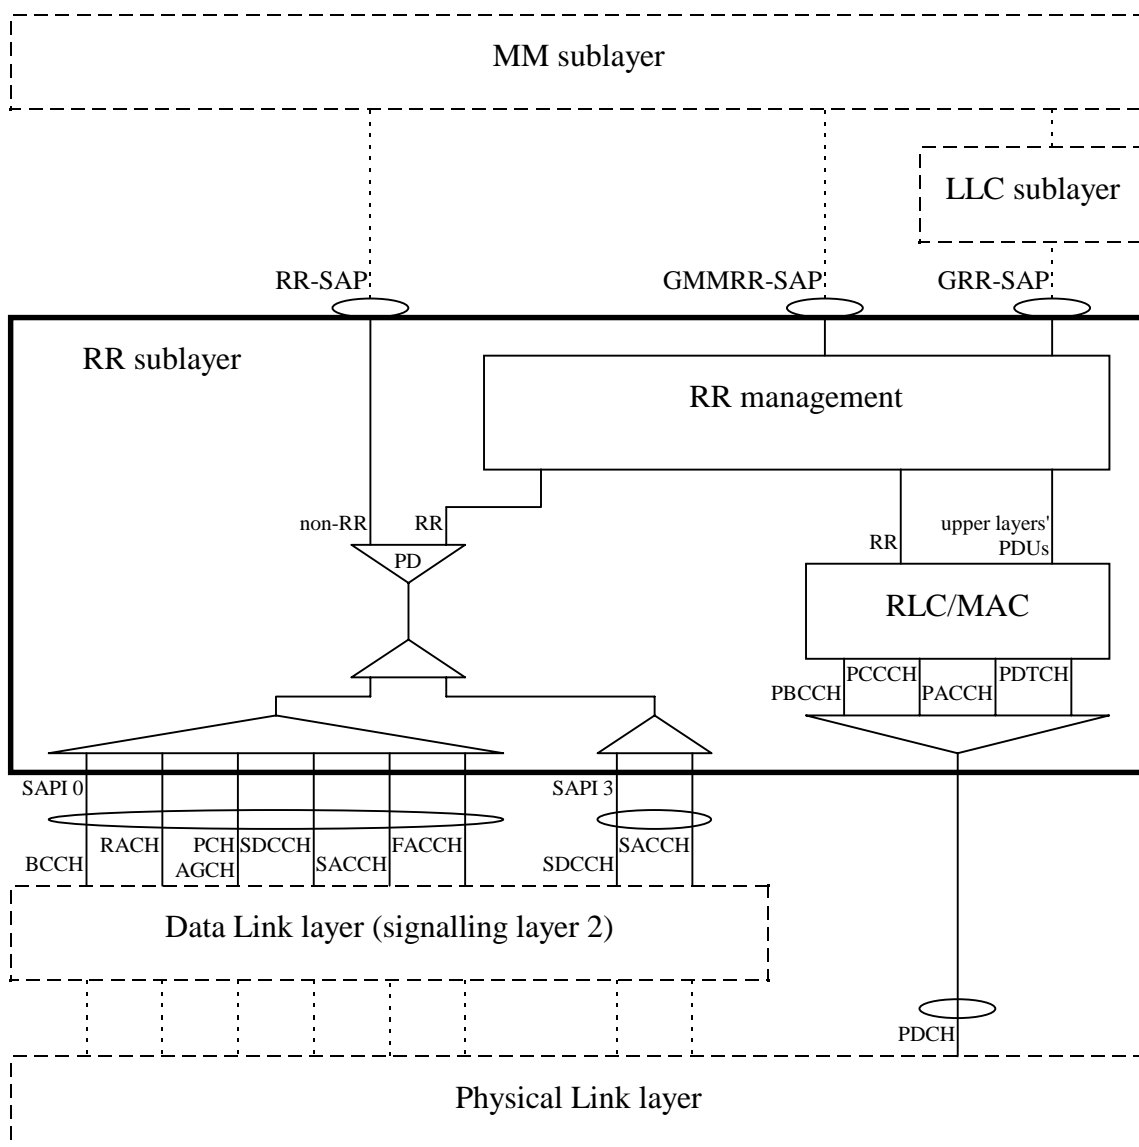 MM sublayer
LLC sublayer
RR-SAP
GMMRR-SAP
GRR-SAP
RR sublayer
RR management
non-RR
RR
upper layers'
PDUs
RR
PD
RLC/MAC
PBCCH
PCCCH
PACCH
PDTCH
SAPI 0
SAPI 3
BCCH
RACH
PCH
AGCH
SDCCH
SACCH
FACCH
SDCCH
SACCH
Data Link layer (signalling layer 2)
PDCH
Physical Link layer